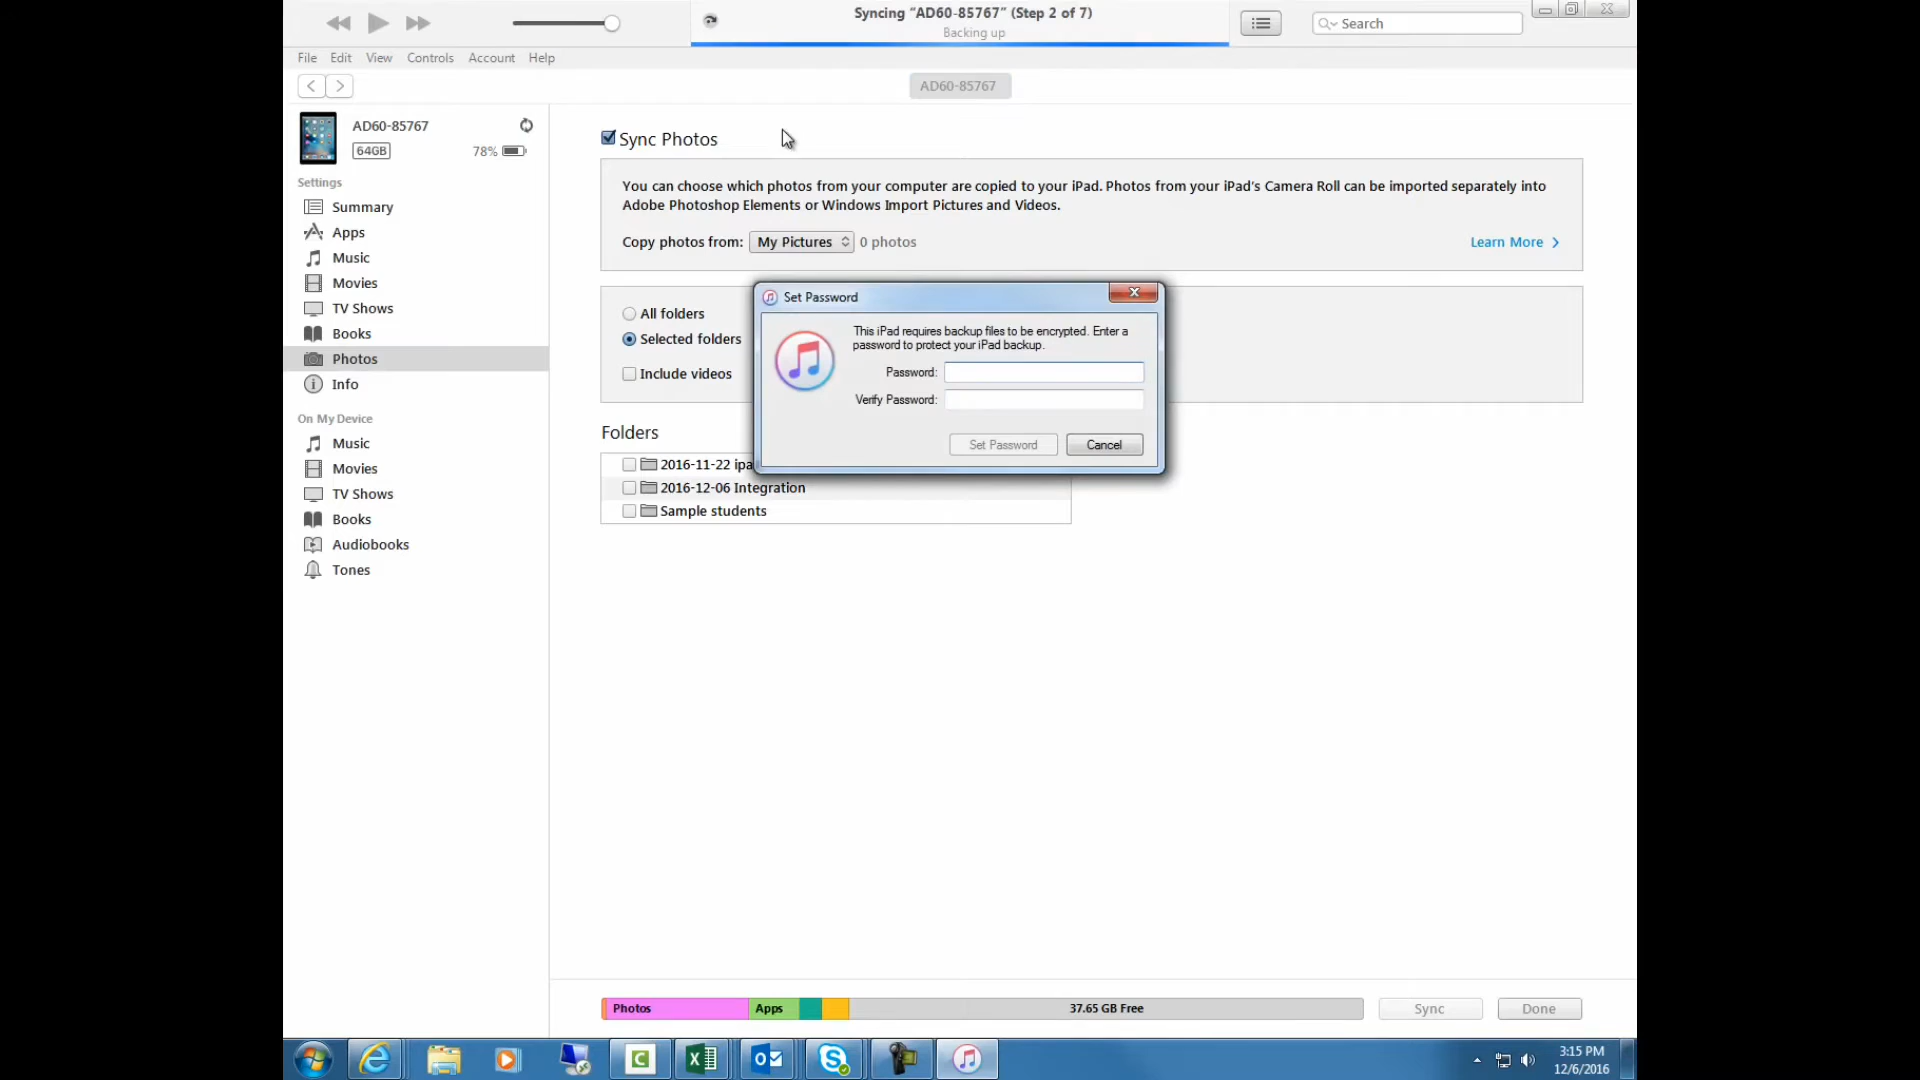 Syncing “AD60-85767” (Step 2 of 7)
Backing up
Search
File Edit View Controls Account Help
AD60-85767
AD60-85767
64GB 78%
Settings
Summary
Apps
Music
Movies
TV Shows
Books
Photos
Info
On My Device
Music
Movies
TV Shows
Books
Audiobooks
Tones
Sync Photos
You can choose which photos from your computer are copied to your iPad. Photos from your iPad’s Camera Roll can be imported separately into
Adobe Photoshop Elements or Windows Import Pictures and Videos.
Copy photos from: My Pictures 0 photos Learn More
All folders
Selected folders
Include videos
Set Password
This iPad requires backup files to be encrypted. Enter a
password to protect your iPad backup.
Password:
Verify Password:
Set Password Cancel
Folders
2016-11-22 ipa
2016-12-06 Integration
Sample students
Photos Apps 37.65 GB Free Sync Done
3:15 PM
12/6/2016